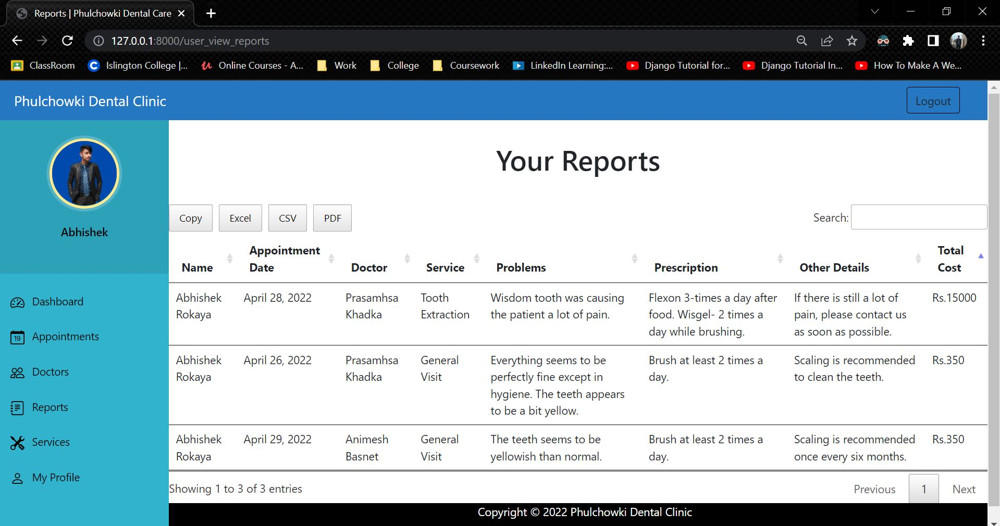 Reports | Phulchowki Dental Care
127.0.0.1:8000/user_view_reports
ClassRoom
Islington College |...
Online Courses - A...
Work
College
Coursework
LinkedIn Learning:...
Django Tutorial for...
Django Tutorial In...
How To Make A We...
Phulchowki Dental Clinic
Logout
Abhishek
Dashboard
19
Appointments
Doctors
Reports
Services
My Profile
Your Reports
Copy
Excel
CSV
PDF
Search:
Name
Appointment
Date
Doctor
Service
Problems
Prescription
Other Details
Total
Cost
Abhishek
Rokaya
April 28, 2022
Prasamhsa
Khadka
Tooth
Extraction
Wisdom tooth was causing
the patient a lot of pain.
Flexon 3-times a day after
food. Wisgel- 2 times a
day while brushing.
If there is still a lot of
pain, please contact us
as soon as possible.
Rs.15000
Abhishek
Rokaya
April 26, 2022
Prasamhsa
Khadka
General
Visit
Everything seems to be
perfectly fine except in
hygiene. The teeth appears
to be a bit yellow.
Brush at least 2 times a
day.
Scaling is recommended
to clean the teeth.
Rs.350
Abhishek
Rokaya
April 29, 2022
Animesh
Basnet
General
Visit
The teeth seems to be
yellowish than normal.
Brush at least 2 times a
day.
Scaling is recommended
once every six months.
Rs.350
Showing 1 to 3 of 3 entries
Previous
1
Next
Copyright © 2022 Phulchowki Dental Clinic